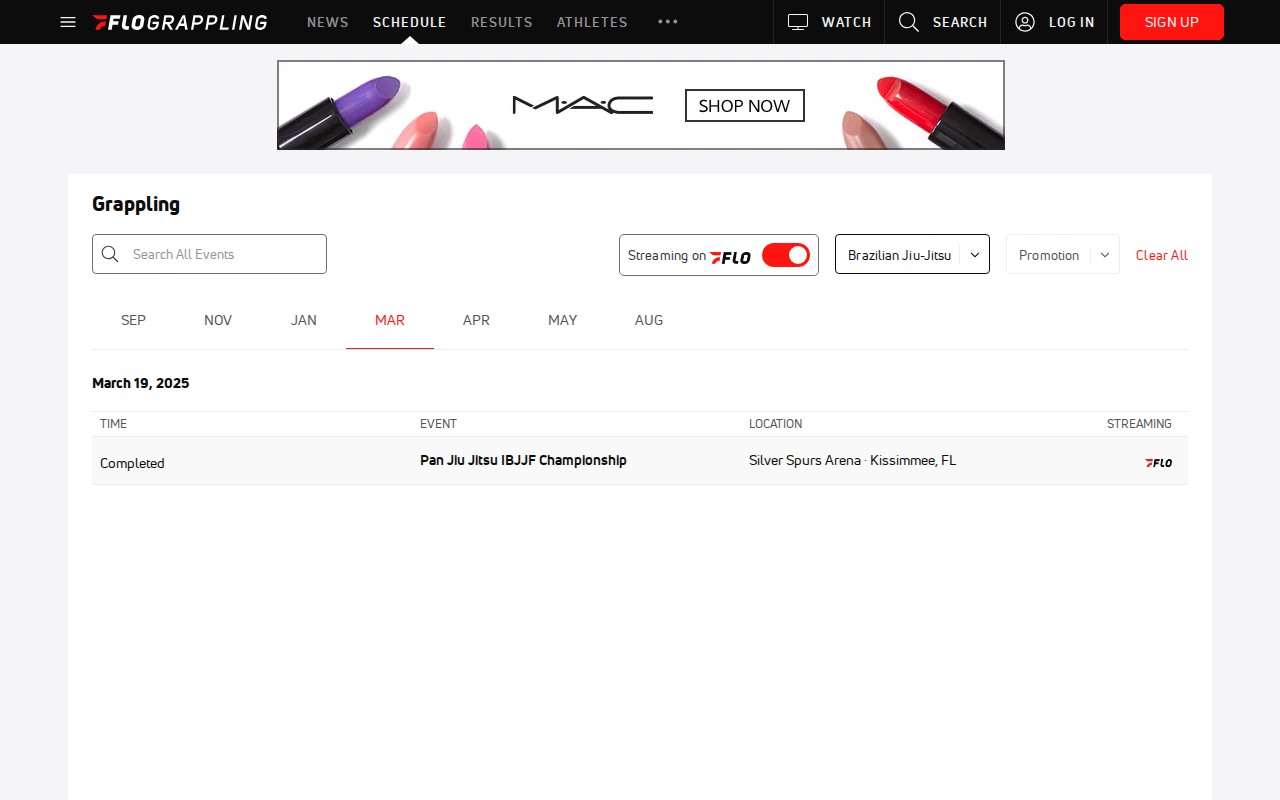 FLOGRAPPLING NEWS SCHEDULE RESULTS ATHLETES WATCH SEARCH LOG IN SIGN UP
MAC SHOP NOW
Grappling
Search All Events Streaming on FLO Brazilian Jiu-Jitsu Promotion Clear All
SEP NOV JAN MAR APR MAY AUG
March 19, 2025
TIME EVENT LOCATION STREAMING
Completed Pan Jiu Jitsu IBJJF Championship Silver Spurs Arena · Kissimmee, FL FLO